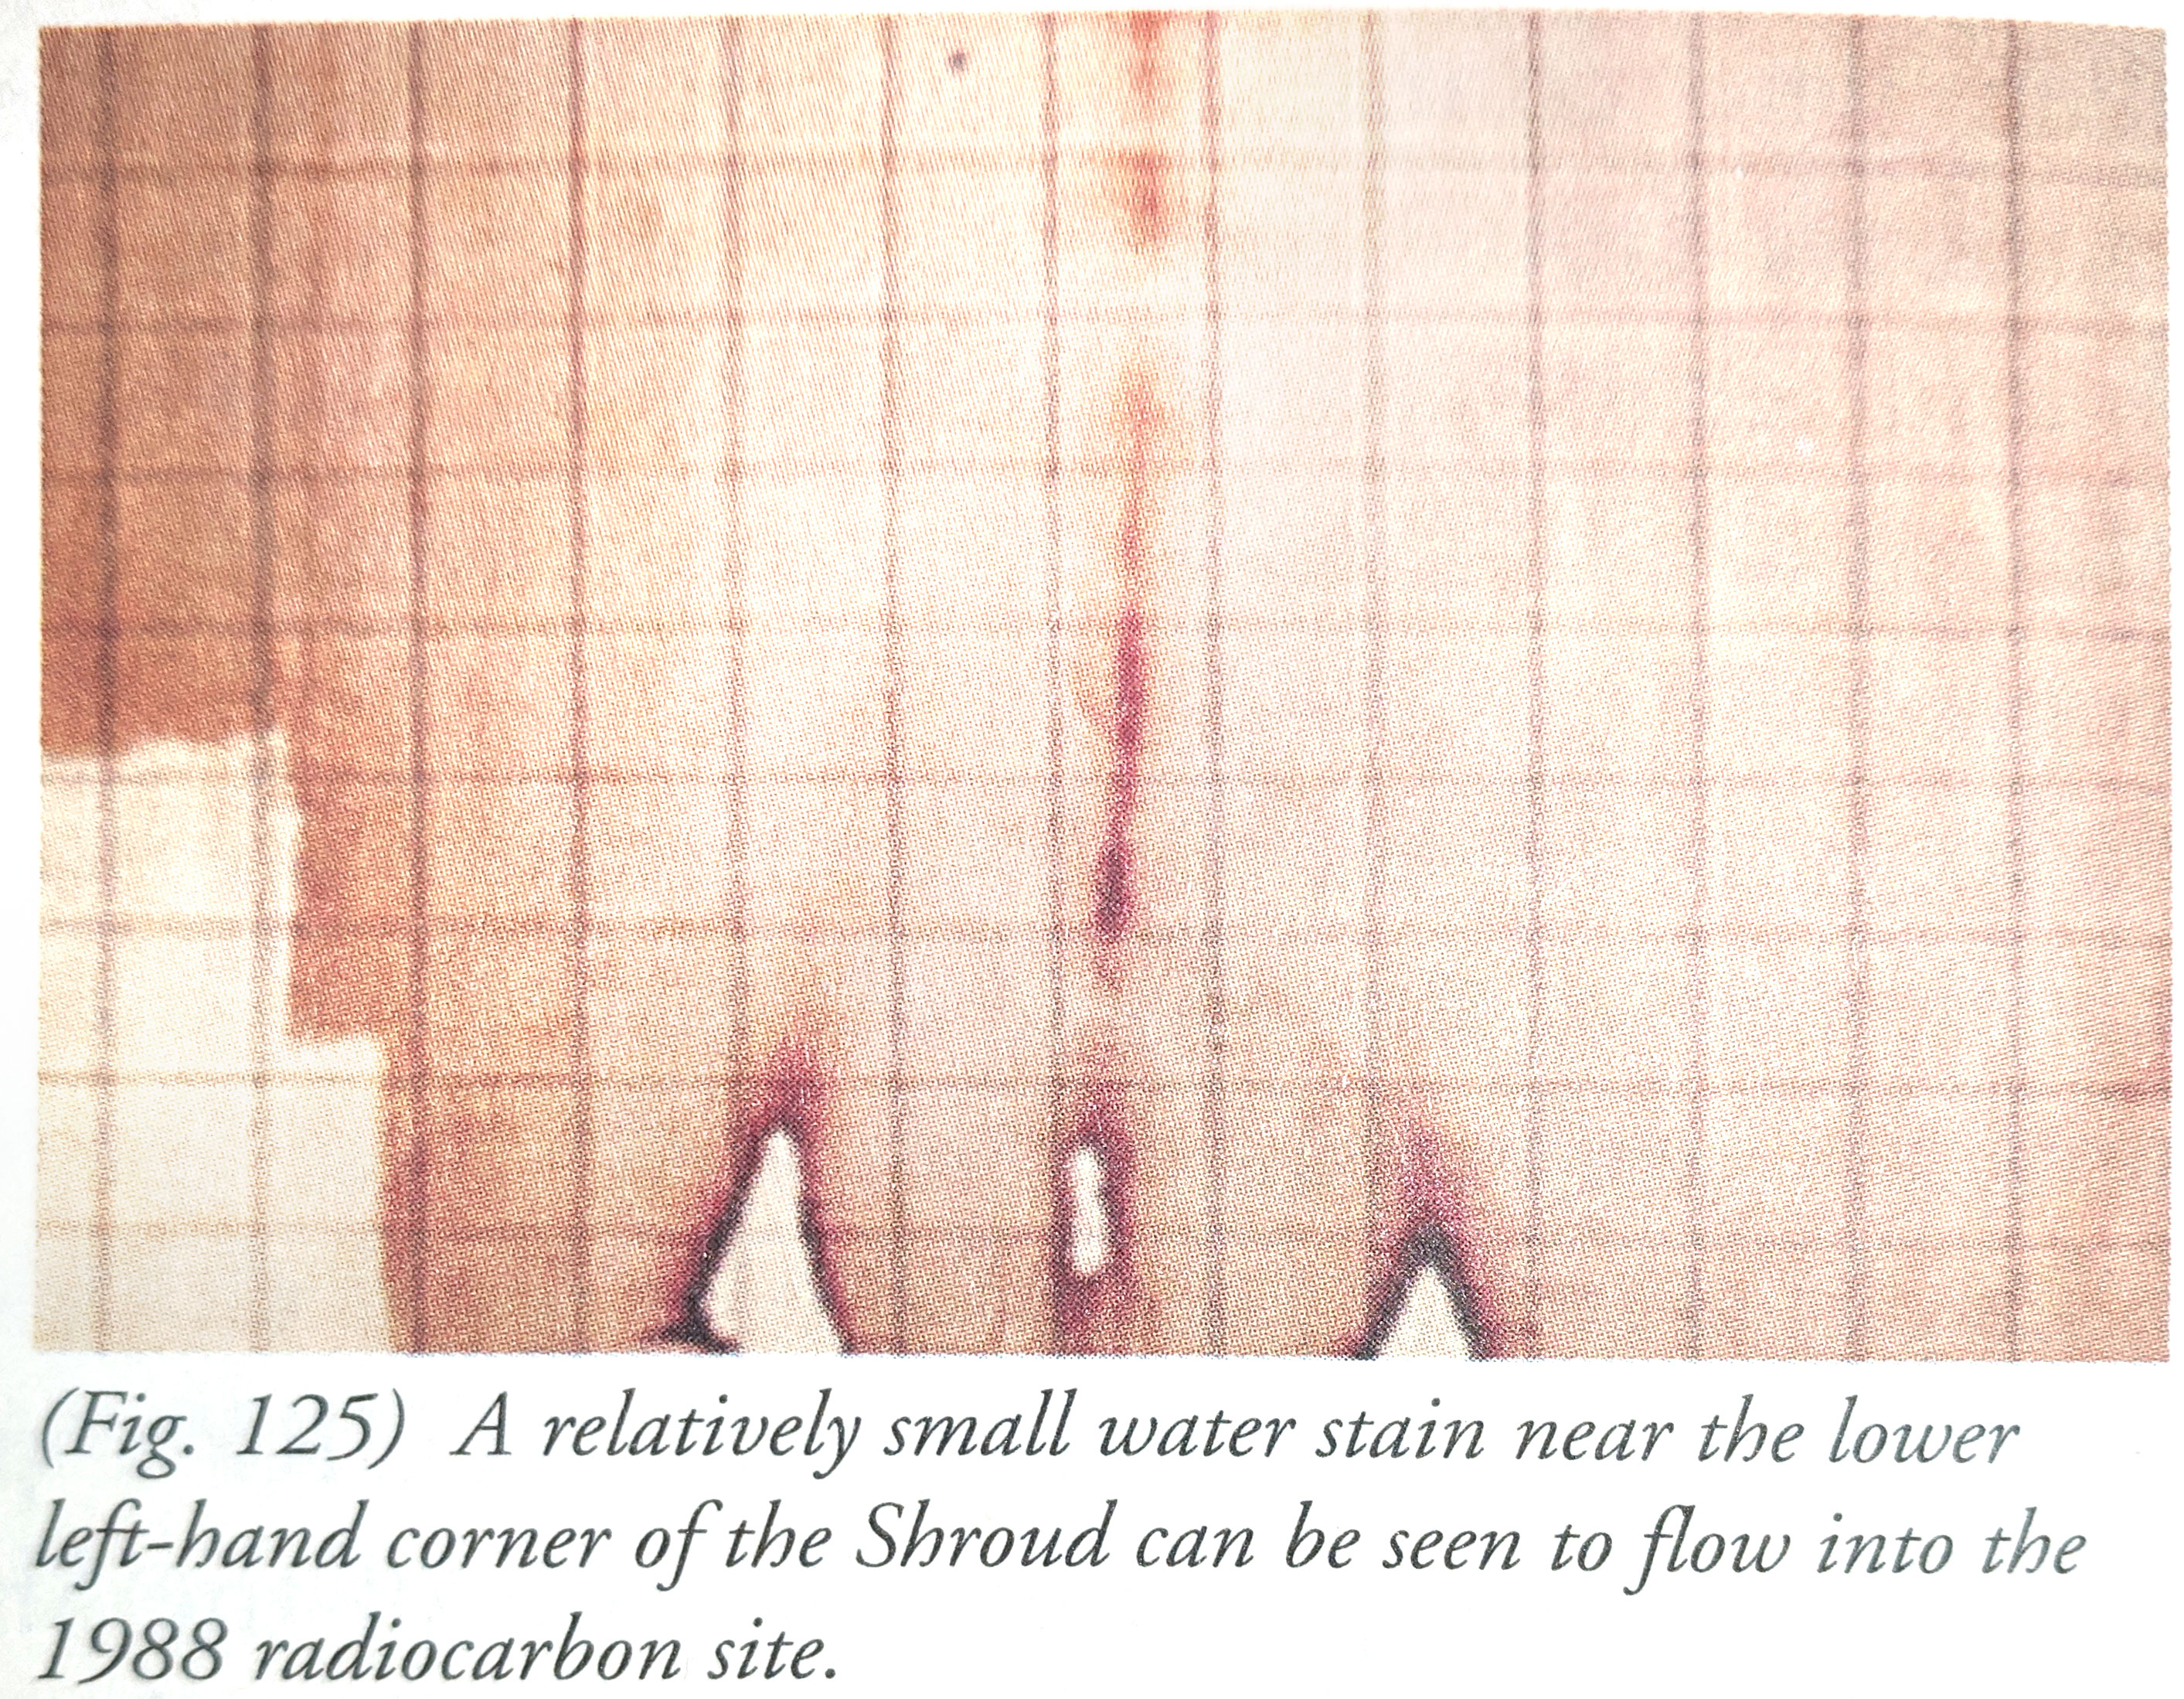 (Fig. 125) A relatively small water stain near the lower
left-hand corner of the Shroud can be seen to flow into the
1988 radiocarbon site.